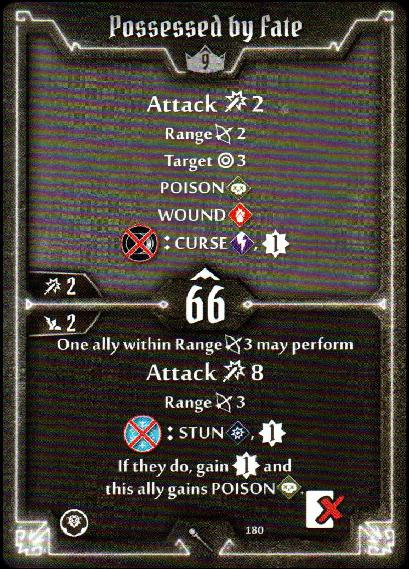 Possessed by Fate
9
Attack 2
Range 2
Target 3
POISON
WOUND
: CURSE, 1
2
66
2
One ally within Range 3 may perform
Attack 8
Range 3
: STUN, 1
If they do, gain 1 and
this ally gains POISON.
180